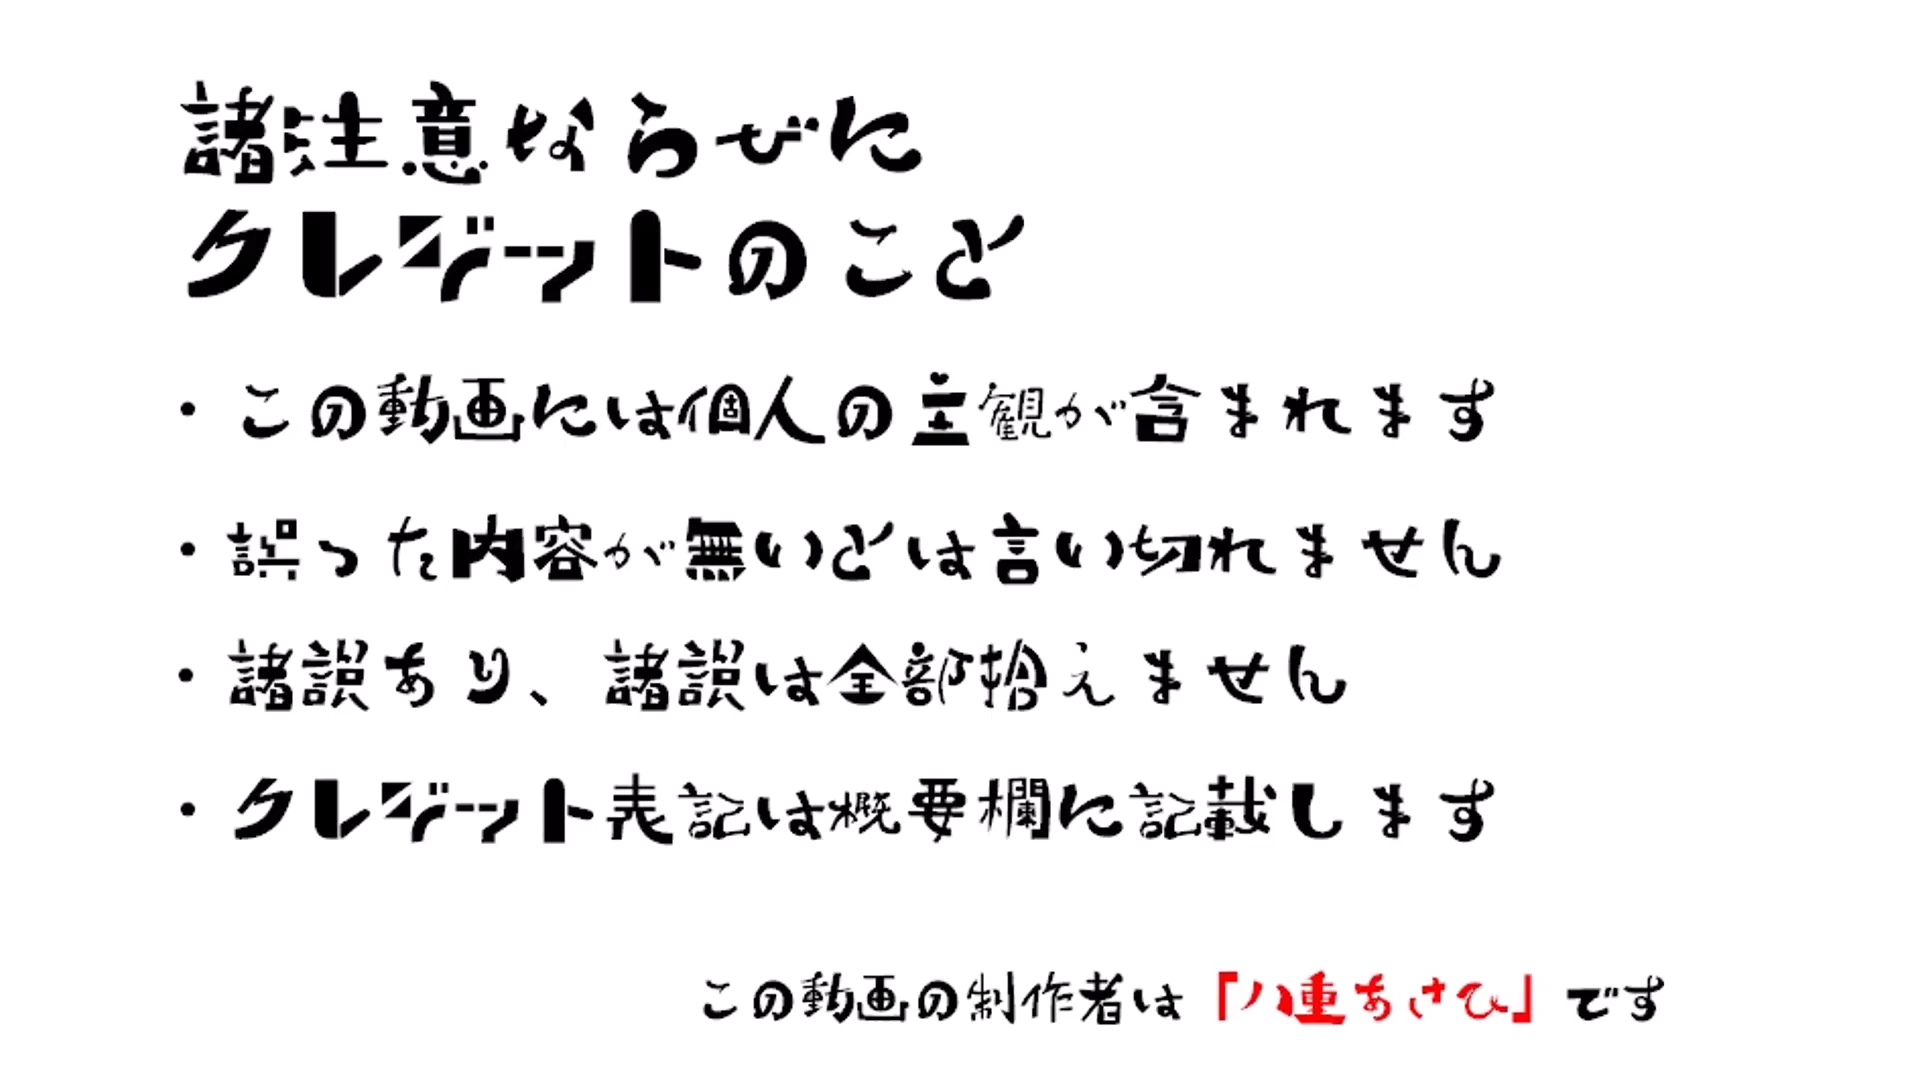 諸注意ならびに
クレジットのこと
・この動画には個人の主観が含まれます
・誤った内容が無いとは言い切れません
・諸誤あり、諸誤は全部拾えません
・クレジット表記は概要欄に記載します
この動画の制作者は「八重あさひ」です